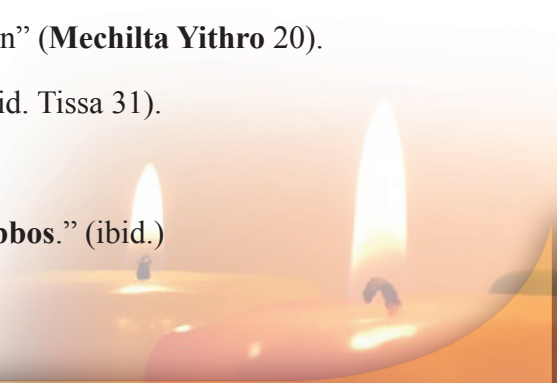 n” (Mechilta Yithro 20).
id. Tissa 31).
bbos.” (ibid.)